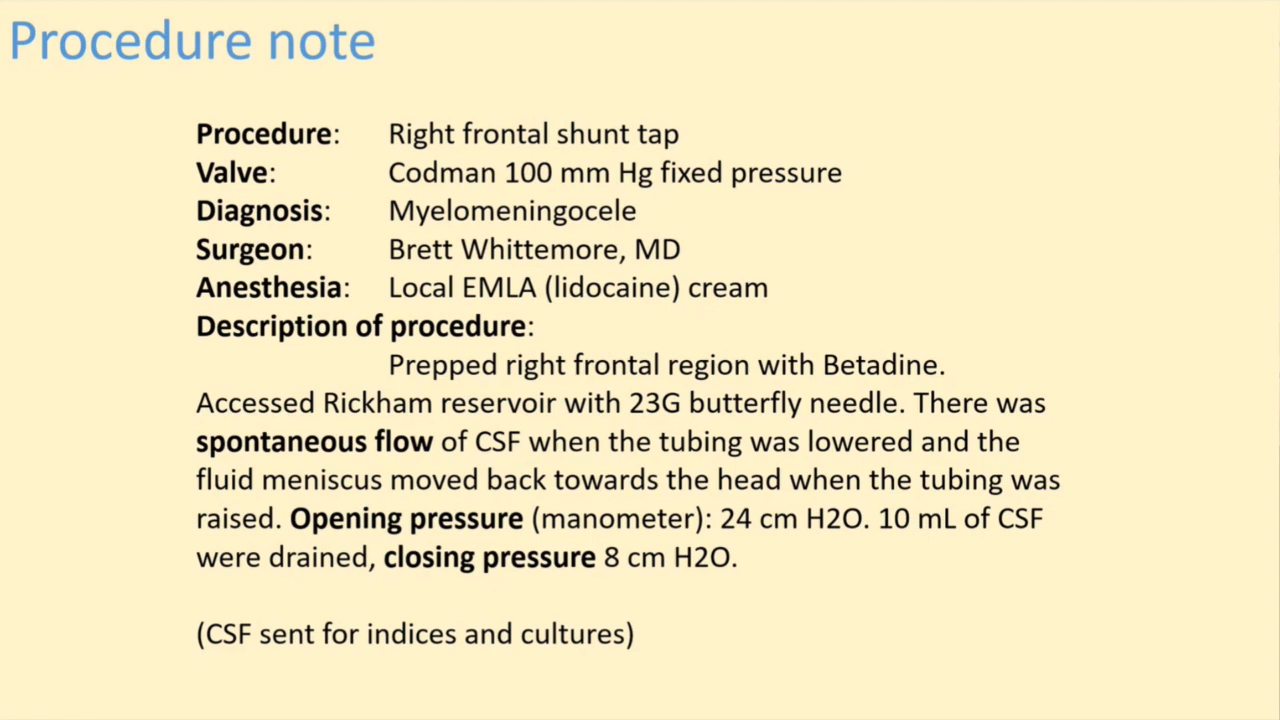 Procedure note
Procedure: Right frontal shunt tap
Valve: Codman 100 mm Hg fixed pressure
Diagnosis: Myelomeningocele
Surgeon: Brett Whittemore, MD
Anesthesia: Local EMLA (lidocaine) cream
Description of procedure:
Prepped right frontal region with Betadine.
Accessed Rickham reservoir with 23G butterfly needle. There was
spontaneous flow of CSF when the tubing was lowered and the
fluid meniscus moved back towards the head when the tubing was
raised. Opening pressure (manometer): 24 cm H2O. 10 mL of CSF
were drained, closing pressure 8 cm H2O.
(CSF sent for indices and cultures)